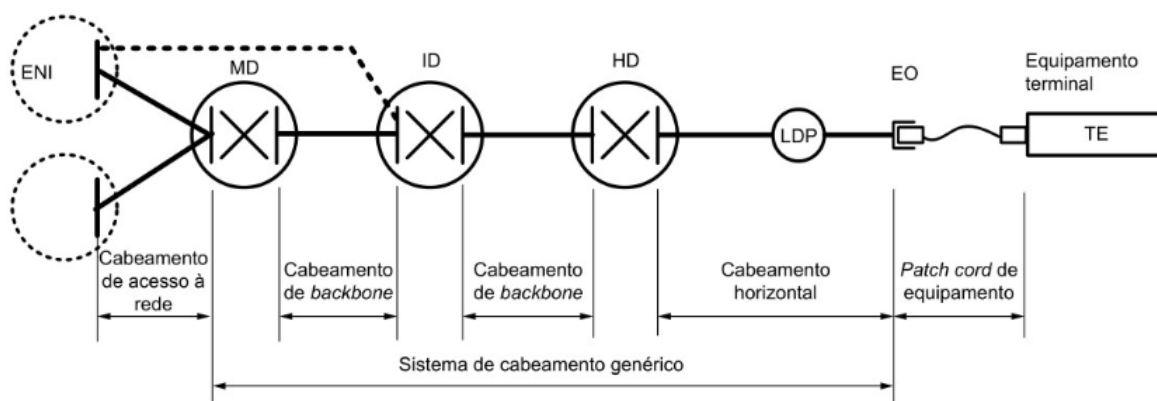 ENI
MD
ID
HD
EO
Equipamento
terminal
LDP
TE
Cabeamento
de acesso à
rede
Cabeamento
de backbone
Cabeamento
de backbone
Cabeamento
horizontal
Patch cord de
equipamento
Sistema de cabeamento genérico